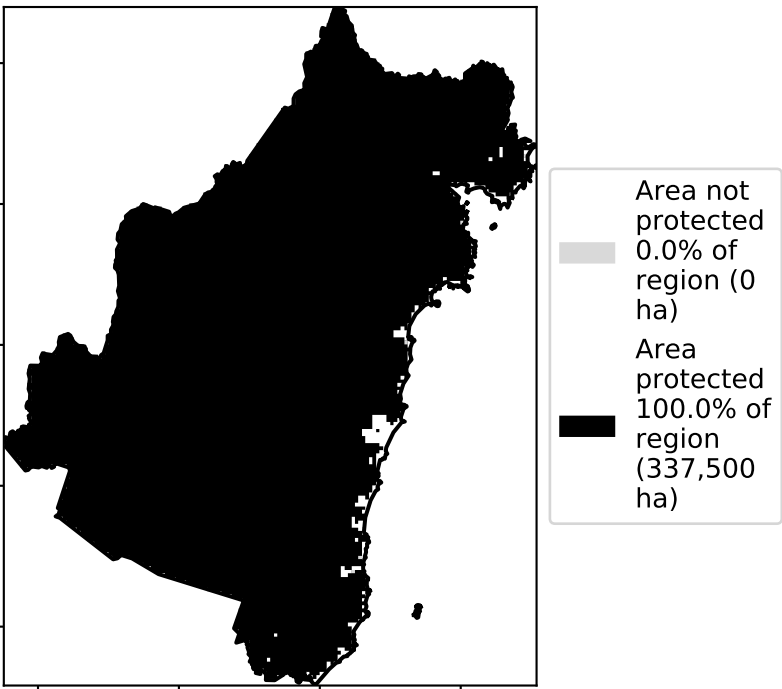 Area not
protected
0.0% of
region (0
ha)
Area
protected
100.0% of
region
(337,500
ha)